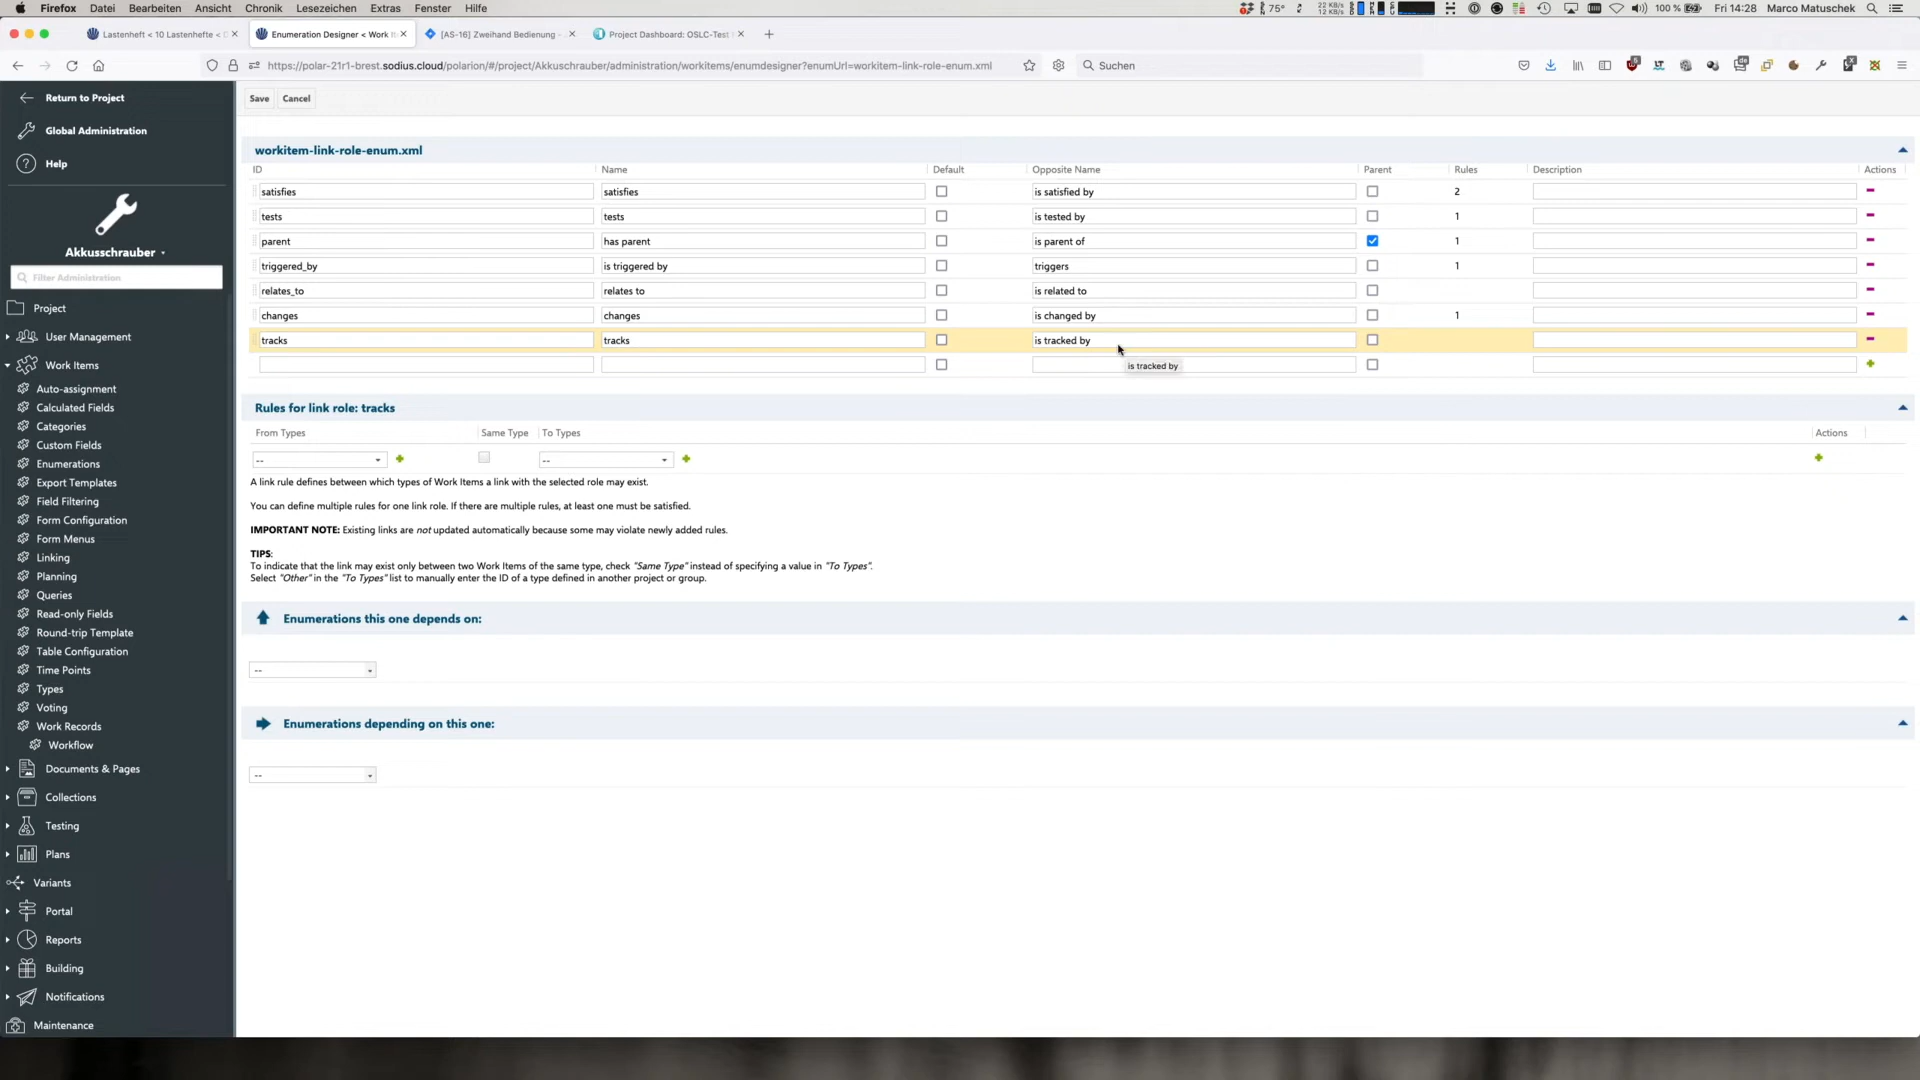 Firefox Datei Bearbeiten Ansicht Chronik Lesezeichen Extras Fenster Hilfe 75° 22 KB/s 12 KB/s 100 % Fri 14:28 Marco Matuschek
Lastenheft < 10 Lastenhefte < Enumeration Designer < Work It [AS-16] Zweihand Bedienung - Project Dashboard: OSLC-Test
https://polar-21r1-brest.sodius.cloud/polarion/#/project/Akkuschrauber/administration/workitems/enumdesigner?enumUrl=workitem-link-role-enum.xml Suchen
Return to Project
Global Administration
Help
Akkusschrauber
Filter Administration
Project
User Management
Work Items
Auto-assignment
Calculated Fields
Categories
Custom Fields
Enumerations
Export Templates
Field Filtering
Form Configuration
Form Menus
Linking
Planning
Queries
Read-only Fields
Round-trip Template
Table Configuration
Time Points
Types
Voting
Work Records
Workflow
Documents & Pages
Collections
Testing
Plans
Variants
Portal
Reports
Building
Notifications
Maintenance
Save Cancel
workitem-link-role-enum.xml
ID Name Default Opposite Name Parent Rules Description Actions
satisfies satisfies is satisfied by 2
tests tests is tested by 1
parent has parent is parent of 1
triggered_by is triggered by triggers 1
relates_to relates to is related to
changes changes is changed by 1
tracks tracks is tracked by
is tracked by
Rules for link role: tracks
From Types Same Type To Types Actions
-- --
A link rule defines between which types of Work Items a link with the selected role may exist.
You can define multiple rules for one link role. If there are multiple rules, at least one must be satisfied.
IMPORTANT NOTE: Existing links are not updated automatically because some may violate newly added rules.
TIPS:
To indicate that the link may exist only between two Work Items of the same type, check "Same Type" instead of specifying a value in "To Types".
Select "Other" in the "To Types" list to manually enter the ID of a type defined in another project or group.
Enumerations this one depends on:
--
Enumerations depending on this one:
--